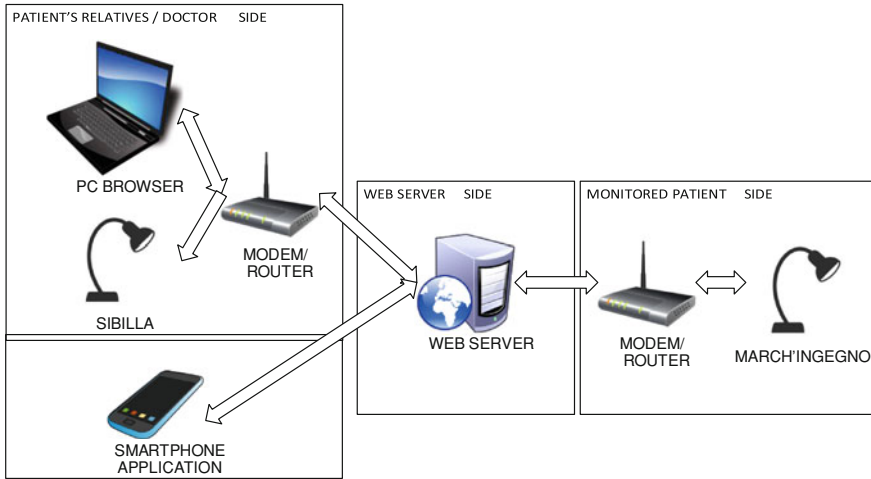 PATIENT'S RELATIVES / DOCTOR SIDE
PC BROWSER
MODEM/
ROUTER
SIBILLA
SMARTPHONE
APPLICATION
WEB SERVER SIDE
WEB SERVER
MONITORED PATIENT SIDE
MODEM/
ROUTER
MARCH'INGEGNO